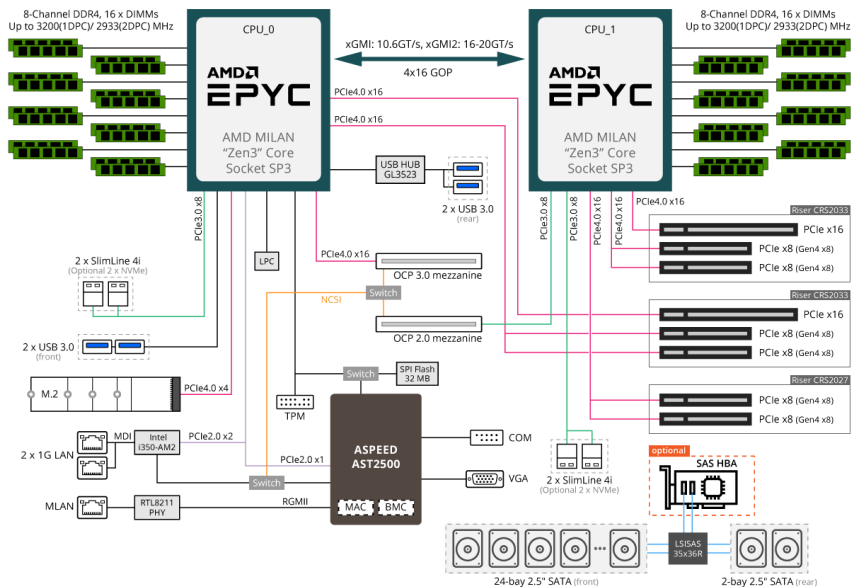 8-Channel DDR4, 16 x DIMMs
Up to 3200(1DPC)/ 2933(2DPC) MHz
CPU_0
AMD
EPYC
AMD MILAN
"Zen3" Core
Socket SP3
xGMI: 10.6GT/s, xGMI2: 16-20GT/s
4x16 GOP
CPU_1
AMD
EPYC
AMD MILAN
"Zen3" Core
Socket SP3
8-Channel DDR4, 16 x DIMMs
Up to 3200(1DPC)/ 2933(2DPC) MHz
PCIe4.0 x16
PCIe4.0 x16
USB HUB
GL3523
2 x USB 3.0
(rear)
PCIe3.0 x8
LPC
PCIe4.0 x16
OCP 3.0 mezzanine
Switch
NCSI
OCP 2.0 mezzanine
PCIe3.0 x8
PCIe3.0 x8
PCIe4.0 x16
PCIe4.0 x16
PCIe4.0 x16
Riser CRS2033
PCIe x16
PCIe x8 (Gen4 x8)
PCIe x8 (Gen4 x8)
Riser CRS2033
PCIe x16
PCIe x8 (Gen4 x8)
PCIe x8 (Gen4 x8)
Riser CRS2027
PCIe x8 (Gen4 x8)
PCIe x8 (Gen4 x8)
2 x SlimLine 4i
(Optional 2 x NVMe)
2 x USB 3.0
(front)
M.2
PCIe4.0 x4
TPM
Switch
SPI Flash
32 MB
2 x 1G LAN
MDI
Intel
i350-AM2
PCIe2.0 x2
PCIe2.0 x1
Switch
ASPEED
AST2500
MAC
BMC
COM
VGA
MLAN
RTL8211
PHY
RGMII
2 x SlimLine 4i
(Optional 2 x NVMe)
optional
SAS HBA
LSISAS
35x36R
24-bay 2.5" SATA (front)
2-bay 2.5" SATA (rear)